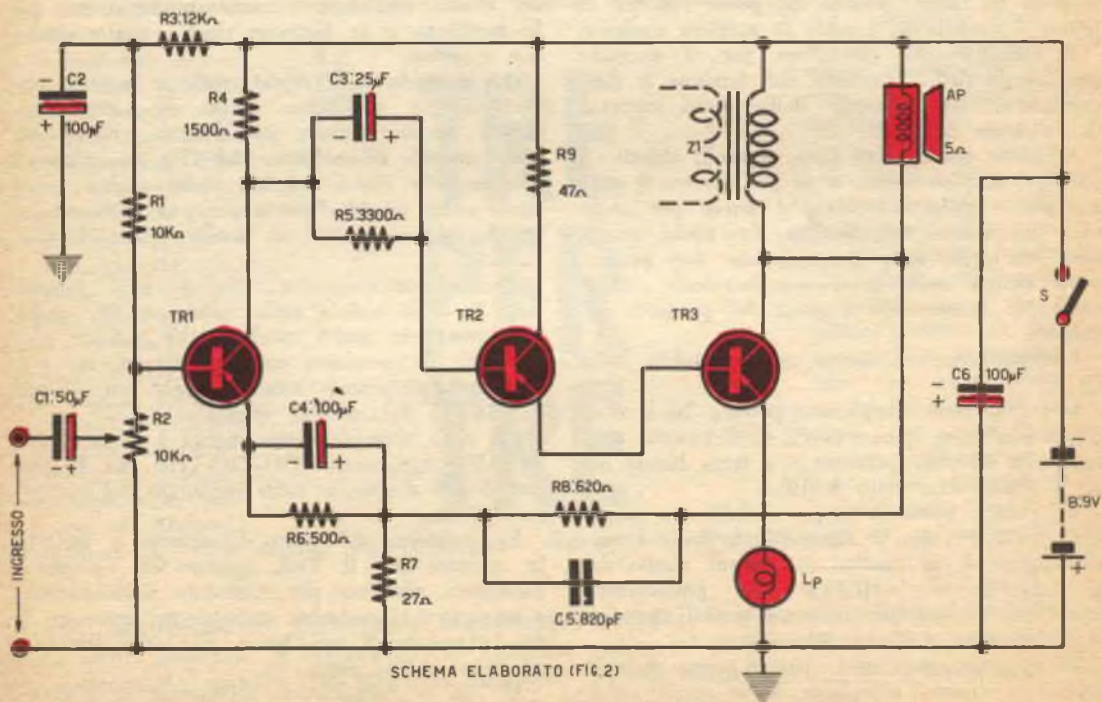 R3:12KΩ
- C2
+ 100µF
R4
1500Ω
C3:25µF
- +
R5:3300Ω
R1
10KΩ
R9
47Ω
Z1
AP
5Ω
TR1
TR2
TR3
S
C6
100µF
-
+
C1:50µF
- +
R2
10KΩ
C4:100µF
- +
INGRESSO
R6:500Ω
R8:620Ω
R7
27Ω
C5:820pF
LP
-
B:9V
+
SCHEMA ELABORATO (FIG.2)